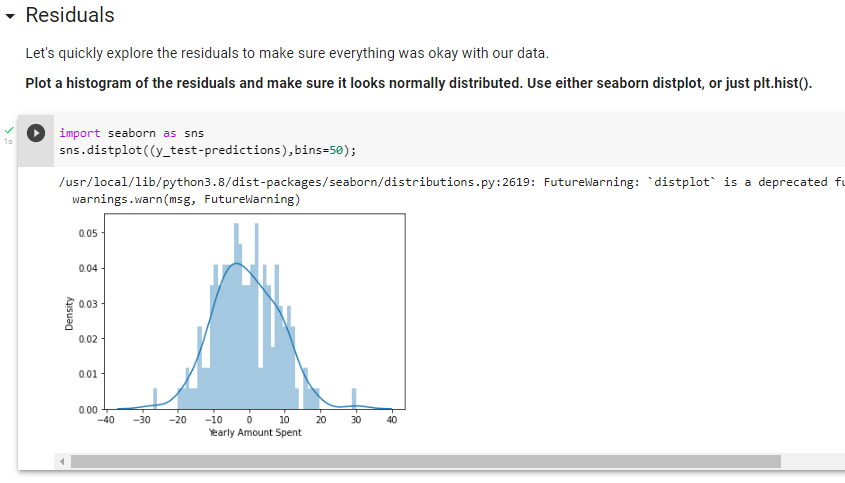 Residuals
Let's quickly explore the residuals to make sure everything was okay with our data.
Plot a histogram of the residuals and make sure it looks normally distributed. Use either seaborn distplot, or just plt.hist().
1s
import seaborn as sns
sns.distplot((y_test-predictions),bins=50);
/usr/local/lib/python3.8/dist-packages/seaborn/distributions.py:2619: FutureWarning: `distplot` is a deprecated fu
warnings.warn(msg, FutureWarning)
0.05
0.04
0.03
0.02
0.01
0.00
Density
−40 −30 −20 −10 0 10 20 30 40
Yearly Amount Spent